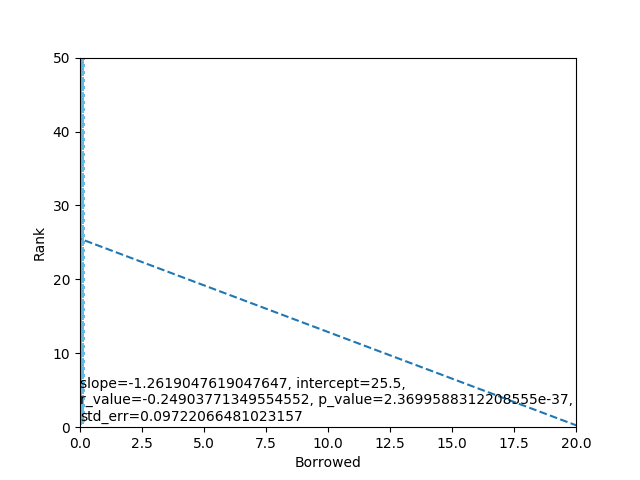 50
40
30
20
10
0
Rank
slope=-1.2619047619047647, intercept=25.5,
r_value=-0.24903771349554552, p_value=2.3699588312208555e-37,
std_err=0.09722066481023157
0.0 2.5 5.0 7.5 10.0 12.5 15.0 17.5 20.0
Borrowed